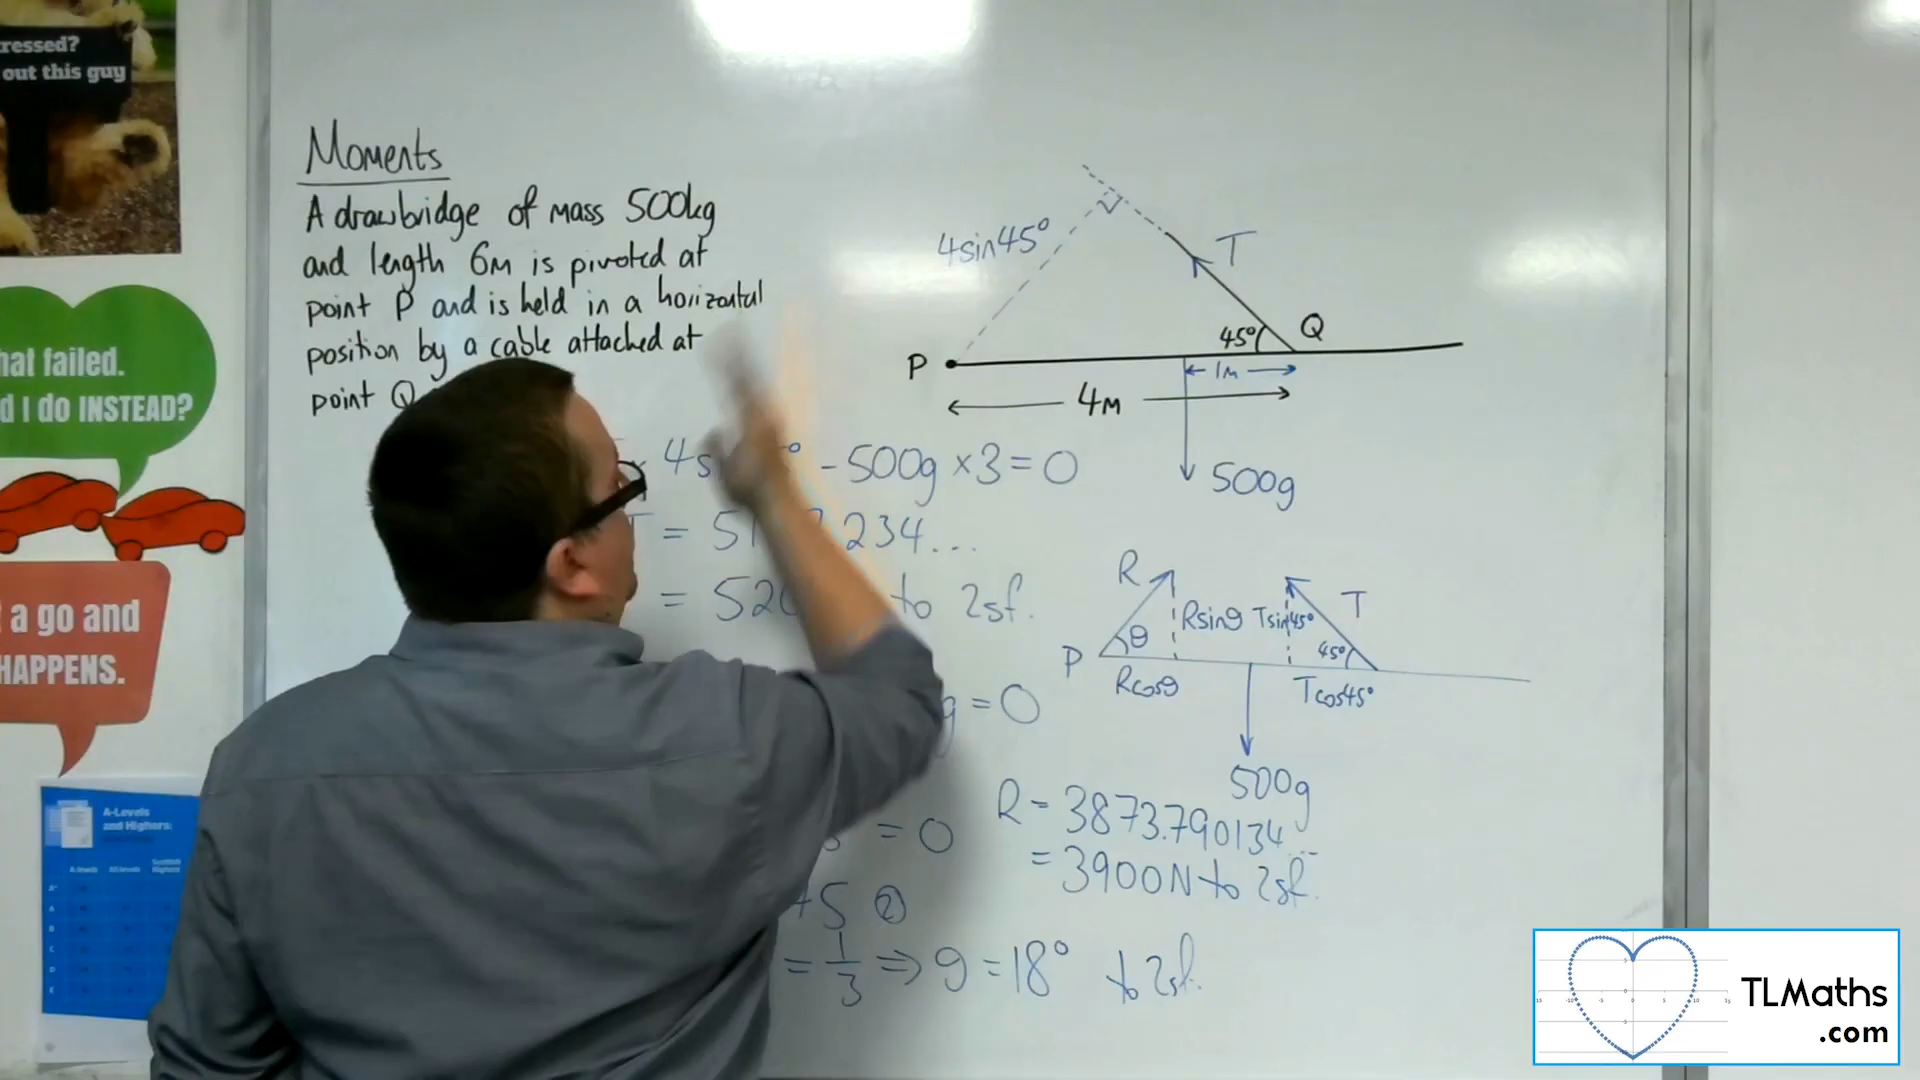 ressed?
out this guy
hat failed.
d I do INSTEAD?
a go and
HAPPENS.
A-Levels
and Highers:
Moments
A drawbridge of mass 500kg
and length 6m is pivoted at
point P and is held in a horizontal
position by a cable attached at
point Q
4sin45°
T
45°
Q
P
1m
4m
500g
° - 500g × 3 = 0
= 51 234...
= 520 to 2sf.
g = 0
= 0
②
= 1/3 ⇒ θ = 18° to 2sf.
R
θ
Rsinθ
Tsin45°
T
45°
P
Rcosθ
Tcos45°
500g
R = 3873.790134...
= 3900N to 2sf.
TLMaths
.com